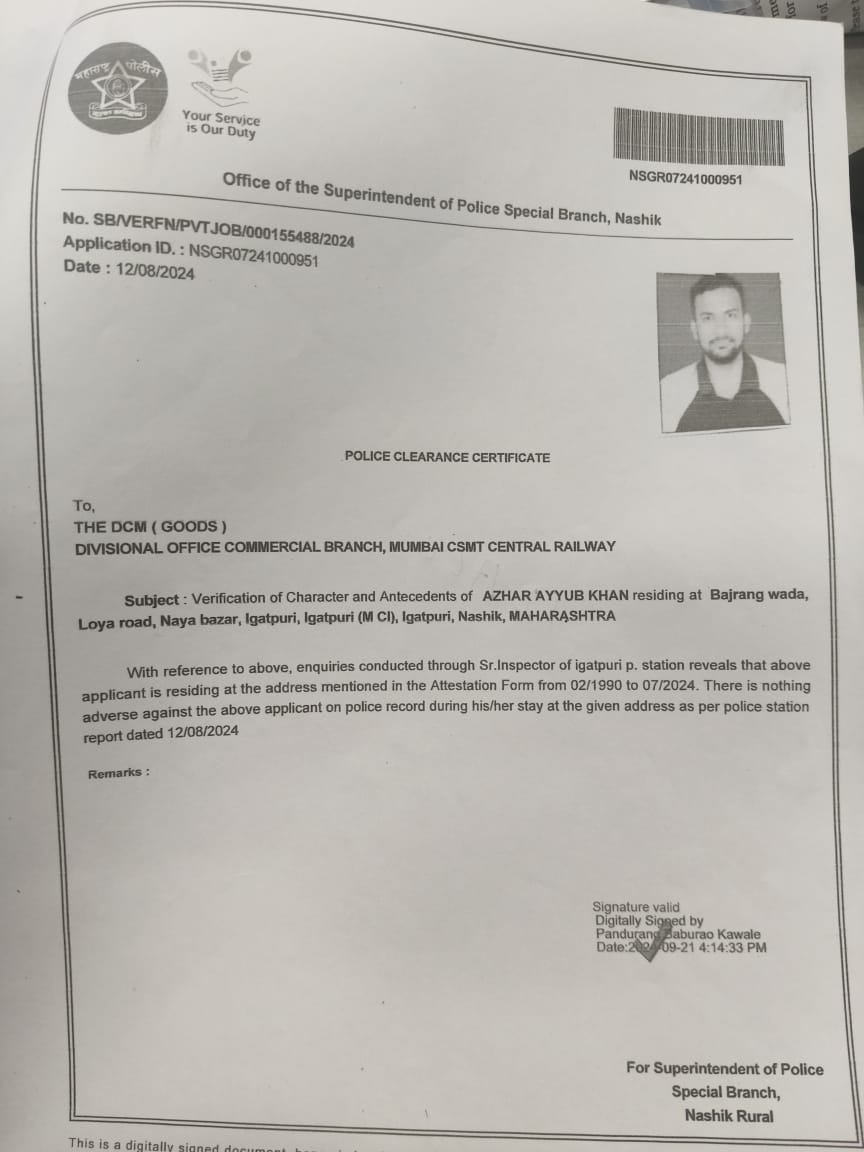 महाराष्ट्र पोलीस
Your Service
is Our Duty
NSGR07241000951
Office of the Superintendent of Police Special Branch, Nashik
No. SB/VERFN/PVTJOB/000155488/2024
Application ID. : NSGR07241000951
Date : 12/08/2024
POLICE CLEARANCE CERTIFICATE
To,
THE DCM ( GOODS )
DIVISIONAL OFFICE COMMERCIAL BRANCH, MUMBAI CSMT CENTRAL RAILWAY
Subject : Verification of Character and Antecedents of AZHAR AYYUB KHAN residing at Bajrang wada,
Loya road, Naya bazar, Igatpuri, Igatpuri (M Cl), Igatpuri, Nashik, MAHARASHTRA
With reference to above, enquiries conducted through Sr.Inspector of igatpuri p. station reveals that above
applicant is residing at the address mentioned in the Attestation Form from 02/1990 to 07/2024. There is nothing
adverse against the above applicant on police record during his/her stay at the given address as per police station
report dated 12/08/2024
Remarks :
Signature valid
Digitally Signed by
Pandurang Baburao Kawale
Date:2024-09-21 4:14:33 PM
For Superintendent of Police
Special Branch,
Nashik Rural
This is a digitally signed document